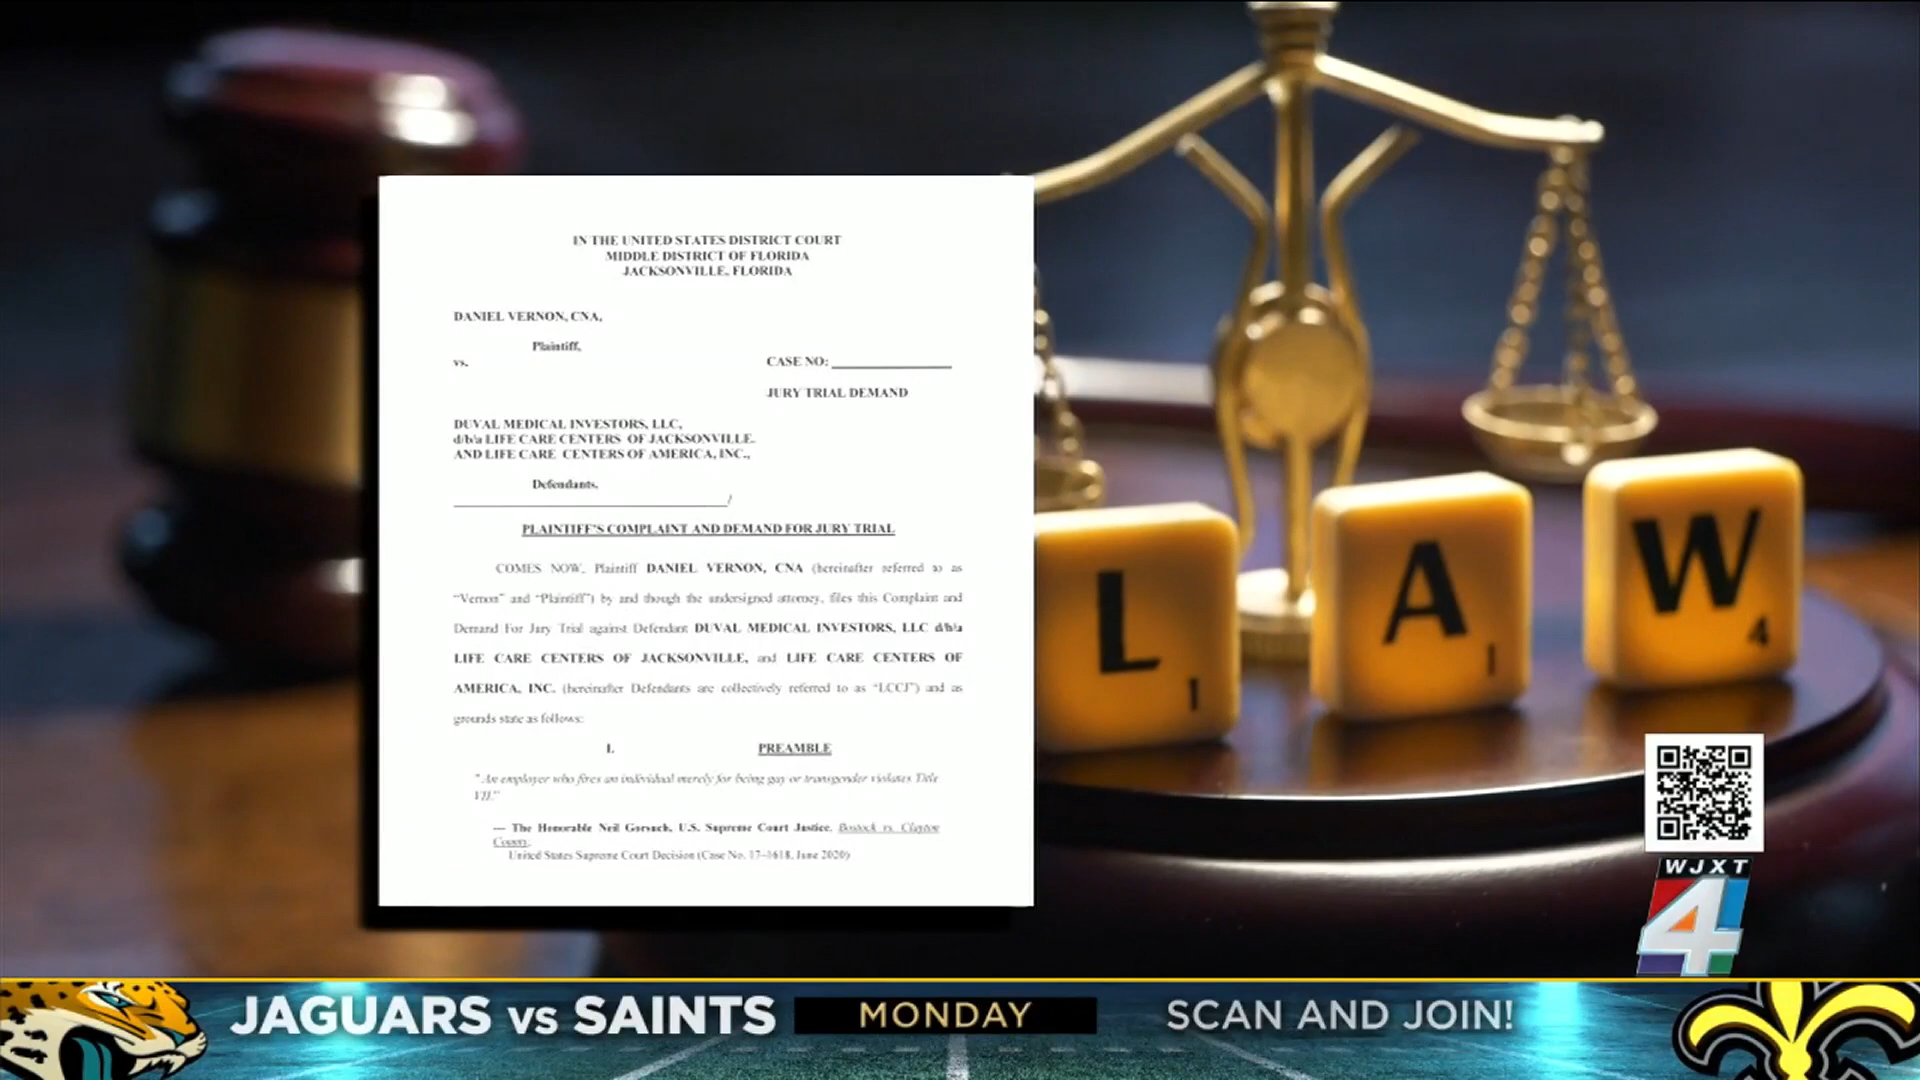 IN THE UNITED STATES DISTRICT COURT
MIDDLE DISTRICT OF FLORIDA
JACKSONVILLE, FLORIDA
DANIEL VERNON, CNA,
Plaintiff,
vs.
CASE NO:
JURY TRIAL DEMAND
DUVAL MEDICAL INVESTORS, LLC,
d/b/a LIFE CARE CENTERS OF JACKSONVILLE.
AND LIFE CARE CENTERS OF AMERICA, INC.,
Defendants.
/
PLAINTIFF'S COMPLAINT AND DEMAND FOR JURY TRIAL
COMES NOW, Plaintiff DANIEL VERNON, CNA (hereinafter referred to as
"Vernon" and "Plaintiff") by and though the undersigned attorney, files this Complaint and
Demand For Jury Trial against Defendant DUVAL MEDICAL INVESTORS, LLC d/b/a
LIFE CARE CENTERS OF JACKSONVILLE, and LIFE CARE CENTERS OF
AMERICA, INC. (hereinafter Defendants are collectively referred to as "LCCJ") and as
grounds state as follows:
I. PREAMBLE
"An employer who fires an individual merely for being gay or transgender violates Title
VII."
— The Honorable Neil Gorsuch, U.S. Supreme Court Justice, Bostock vs. Clayton
County,
United States Supreme Court Decision (Case No. 17-1618, June 2020)
L 1
A 1
W 4
WJXT
4
JAGUARS vs SAINTS MONDAY SCAN AND JOIN!